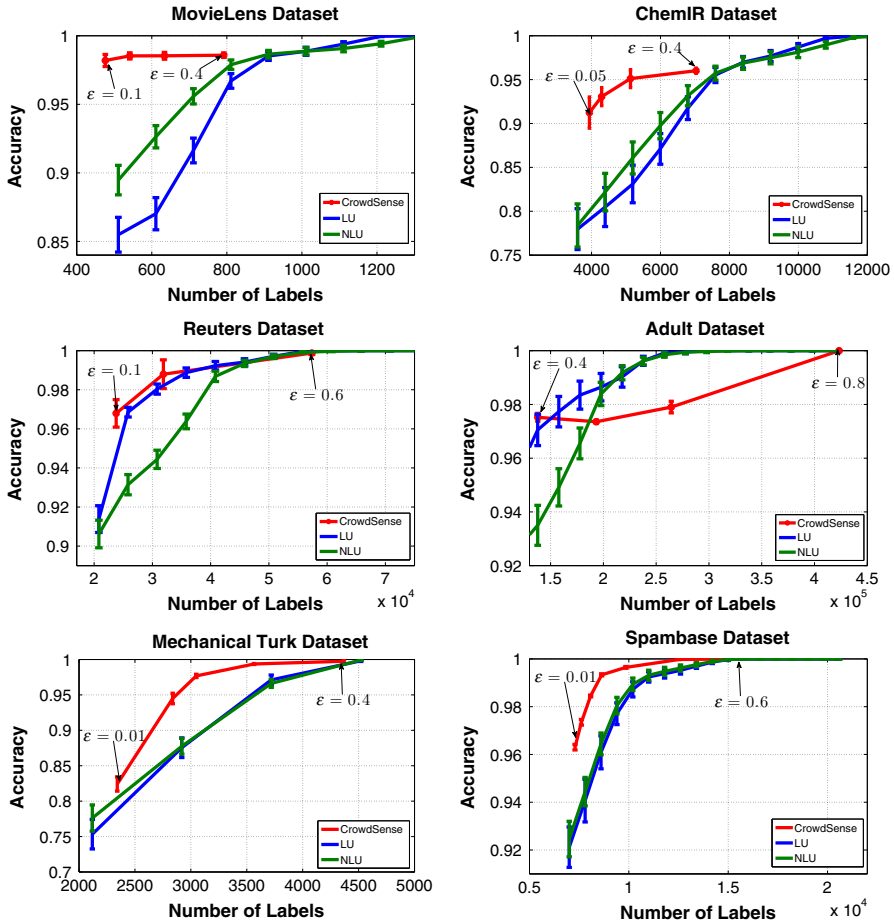 MovieLens Dataset
Accuracy
1
0.95
0.9
0.85
ε = 0.1
ε = 0.4
CrowdSense
LU
NLU
400 600 800 1000 1200
Number of Labels
ChemIR Dataset
Accuracy
1
0.95
0.9
0.85
0.8
0.75
ε = 0.05
ε = 0.4
CrowdSense
LU
NLU
4000 6000 8000 10000 12000
Number of Labels
Reuters Dataset
Accuracy
1
0.98
0.96
0.94
0.92
0.9
ε = 0.1
ε = 0.6
CrowdSense
LU
NLU
2 3 4 5 6 7
x 10^4
Number of Labels
Adult Dataset
Accuracy
1
0.98
0.96
0.94
0.92
ε = 0.4
ε = 0.8
CrowdSense
LU
NLU
1.5 2 2.5 3 3.5 4 4.5
x 10^5
Number of Labels
Mechanical Turk Dataset
Accuracy
1
0.95
0.9
0.85
0.8
0.75
0.7
ε = 0.01
ε = 0.4
CrowdSense
LU
NLU
2000 2500 3000 3500 4000 4500 5000
Number of Labels
Spambase Dataset
Accuracy
1
0.98
0.96
0.94
0.92
ε = 0.01
ε = 0.6
CrowdSense
LU
NLU
0.5 1 1.5 2
x 10^4
Number of Labels